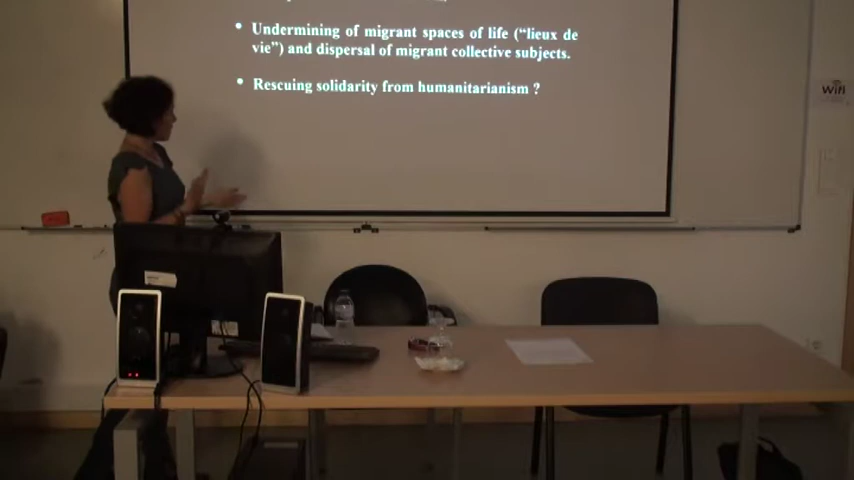 • Undermining of migrant spaces of life (“lieux de
vie”) and dispersal of migrant collective subjects.
• Rescuing solidarity from humanitarianism ?
wifi